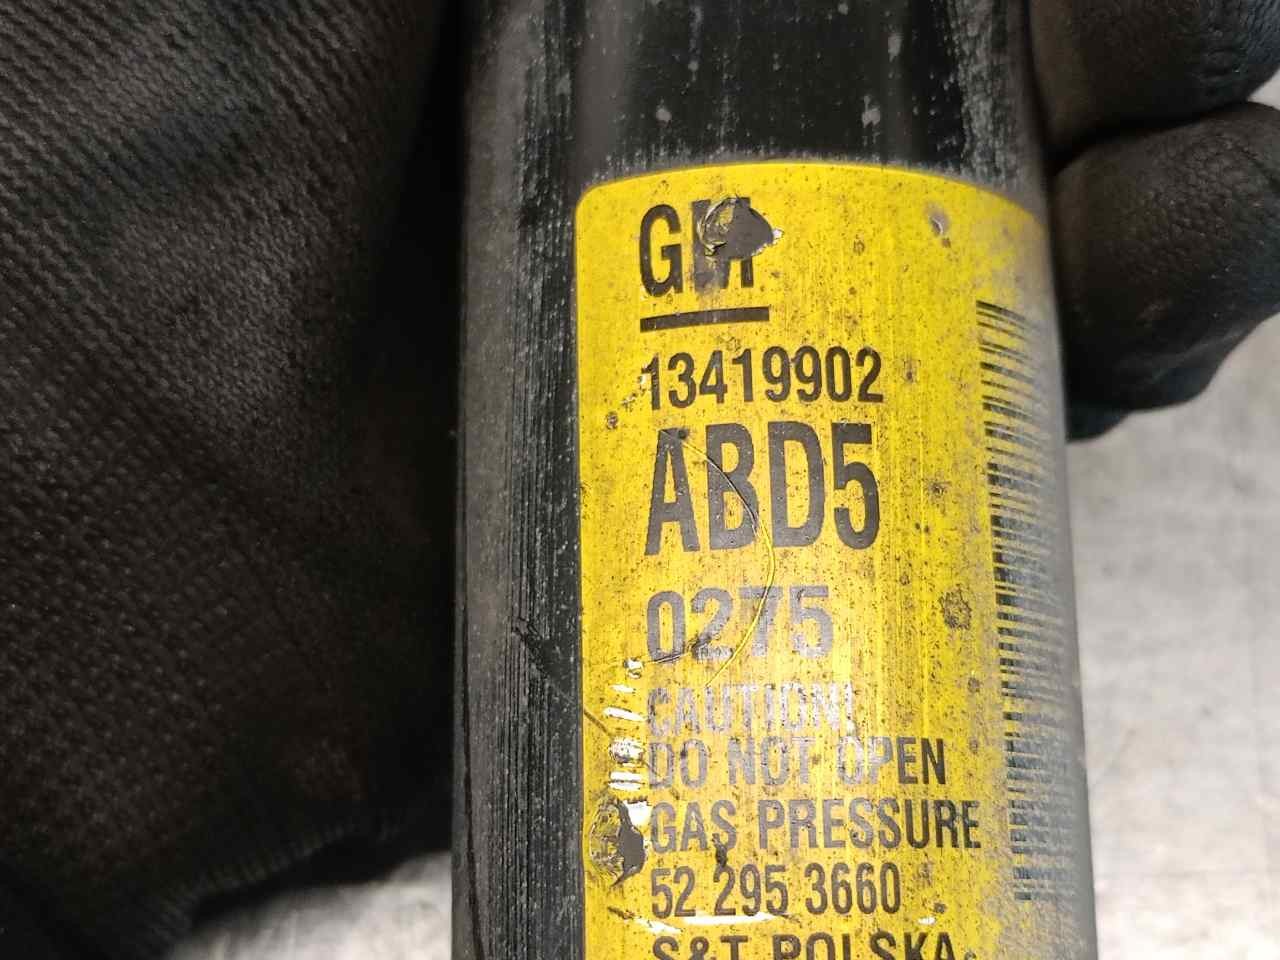 GM
13419902
ABD5
0275
CAUTION!
DO NOT OPEN
GAS PRESSURE
52 295 3660
S&T POLSKA